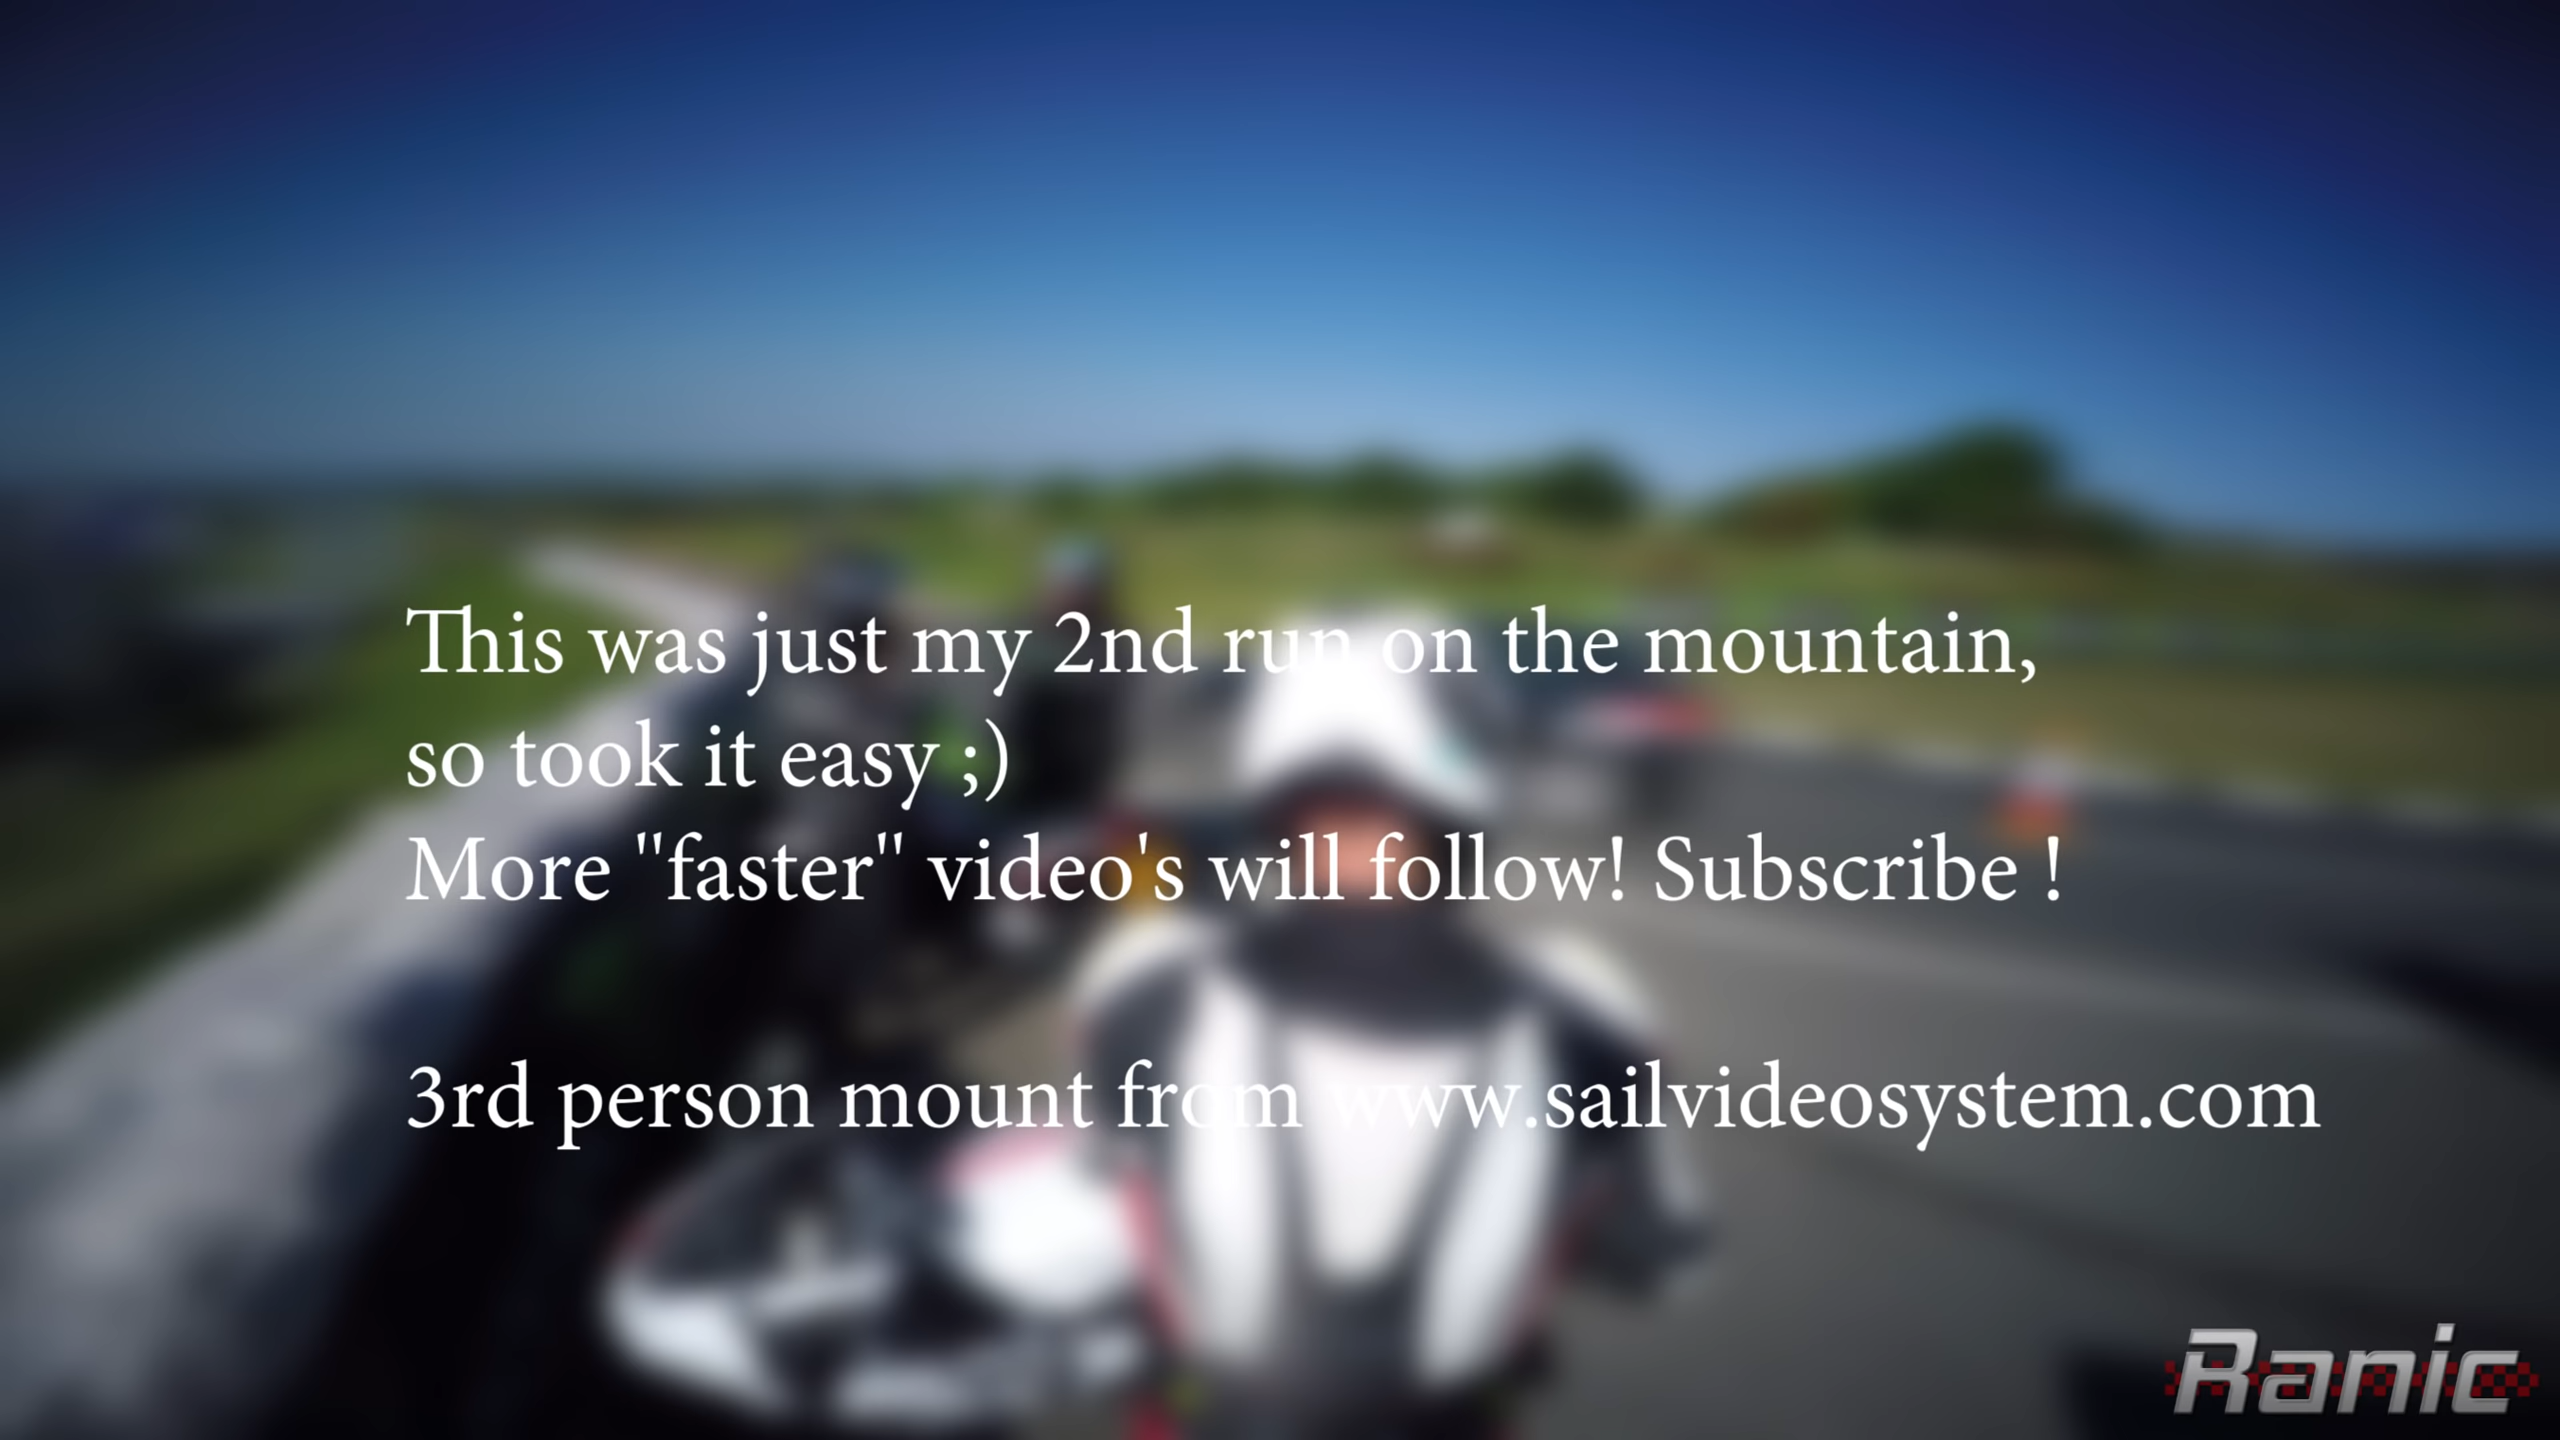 This was just my 2nd run on the mountain,
so took it easy ;)
More "faster" video's will follow! Subscribe !
3rd person mount from www.sailvideosystem.com
Ranic